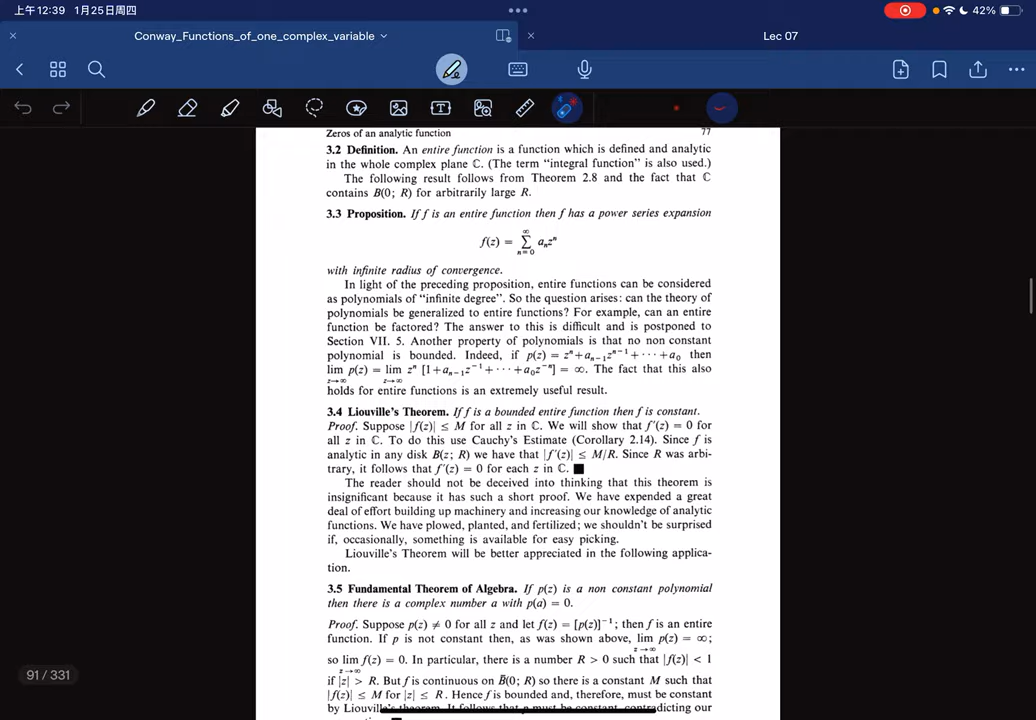 上午12:39 1月25日周四
42%
Conway_Functions_of_one_complex_variable
Lec 07
Zeros of an analytic function 77
3.2 Definition. An entire function is a function which is defined and analytic
in the whole complex plane ℂ. (The term "integral function" is also used.)
The following result follows from Theorem 2.8 and the fact that ℂ
contains B(0; R) for arbitrarily large R.
3.3 Proposition. If f is an entire function then f has a power series expansion
f(z) = ∑_{n=0}^{∞} aₙzⁿ
with infinite radius of convergence.
In light of the preceding proposition, entire functions can be considered
as polynomials of "infinite degree". So the question arises: can the theory of
polynomials be generalized to entire functions? For example, can an entire
function be factored? The answer to this is difficult and is postponed to
Section VII. 5. Another property of polynomials is that no non constant
polynomial is bounded. Indeed, if p(z) = zⁿ+aₙ₋₁zⁿ⁻¹+ ··· +a₀ then
lim_{z→∞} p(z) = lim_{z→∞} zⁿ [1+aₙ₋₁z⁻¹+ ··· +a₀z⁻ⁿ] = ∞. The fact that this also
holds for entire functions is an extremely useful result.
3.4 Liouville's Theorem. If f is a bounded entire function then f is constant.
Proof. Suppose |f(z)| ≤ M for all z in ℂ. We will show that f′(z) = 0 for
all z in ℂ. To do this use Cauchy's Estimate (Corollary 2.14). Since f is
analytic in any disk B(z; R) we have that |f′(z)| ≤ M/R. Since R was arbi-
trary, it follows that f′(z) = 0 for each z in ℂ. ■
The reader should not be deceived into thinking that this theorem is
insignificant because it has such a short proof. We have expended a great
deal of effort building up machinery and increasing our knowledge of analytic
functions. We have plowed, planted, and fertilized; we shouldn't be surprised
if, occasionally, something is available for easy picking.
Liouville's Theorem will be better appreciated in the following applica-
tion.
3.5 Fundamental Theorem of Algebra. If p(z) is a non constant polynomial
then there is a complex number a with p(a) = 0.
Proof. Suppose p(z) ≠ 0 for all z and let f(z) = [p(z)]⁻¹; then f is an entire
function. If p is not constant then, as was shown above, lim_{z→∞} p(z) = ∞;
so lim_{z→∞} f(z) = 0. In particular, there is a number R > 0 such that |f(z)| < 1
if |z| > R. But f is continuous on B̄(0; R) so there is a constant M such that
|f(z)| ≤ M for |z| ≤ R. Hence f is bounded and, therefore, must be constant
by Liouville's theorem. It follows that p must be constant, contradicting our
91 / 331